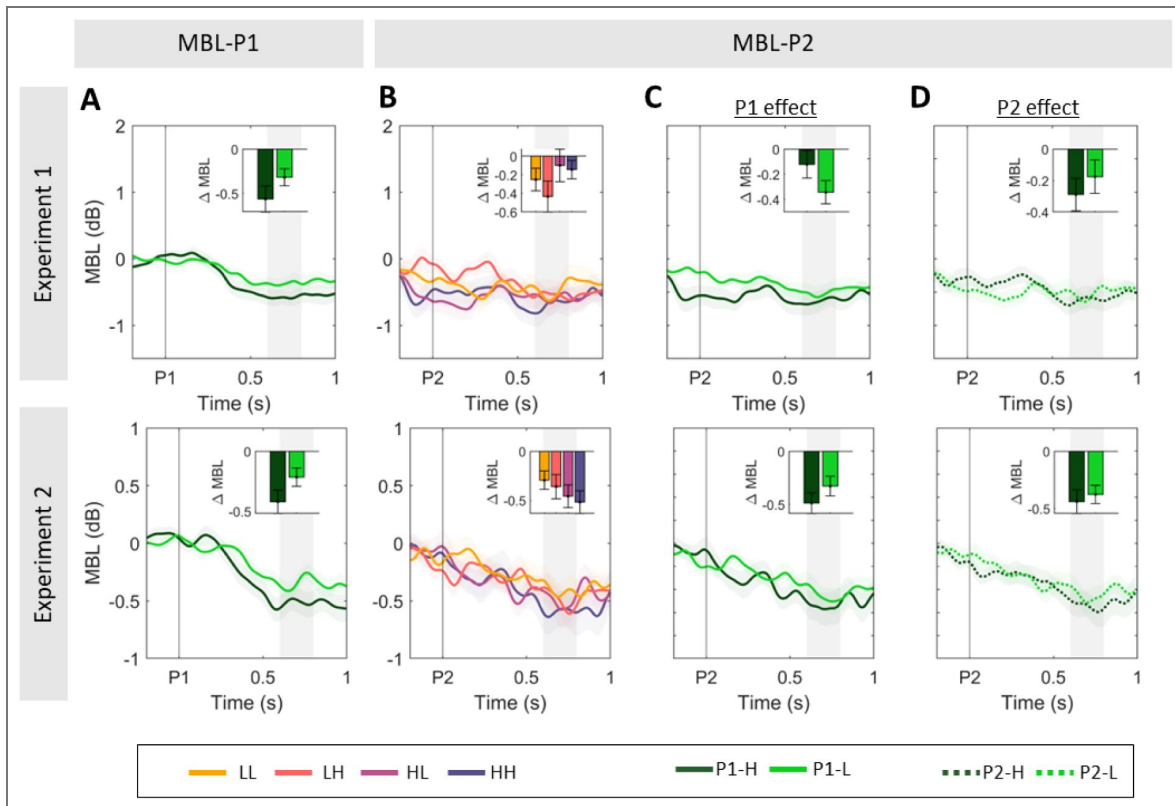 MBL-P1
MBL-P2
Experiment 1
A
B
C
P1 effect
D
P2 effect
2
1
0
-1
MBL (dB)
0
-0.5
Δ MBL
P1
0.5
1
Time (s)
2
1
0
-1
0
-0.2
-0.4
-0.6
Δ MBL
P2
0.5
1
Time (s)
0
-0.2
-0.4
Δ MBL
P2
0.5
1
Time (s)
0
-0.2
-0.4
Δ MBL
P2
0.5
1
Time (s)
Experiment 2
1
0.5
0
-0.5
-1
MBL (dB)
0
-0.5
Δ MBL
P1
0.5
1
Time (s)
1
0.5
0
-0.5
-1
0
-0.5
Δ MBL
P2
0.5
1
Time (s)
0
-0.5
Δ MBL
P2
0.5
1
Time (s)
0
-0.5
Δ MBL
P2
0.5
1
Time (s)
LL LH HL HH P1-H P1-L P2-H P2-L